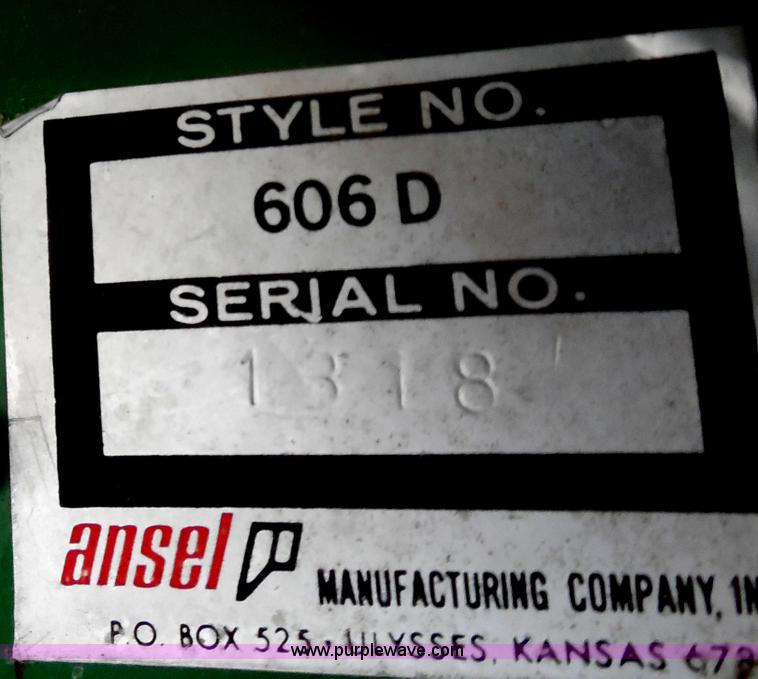 STYLE NO.
606 D
SERIAL NO.
1318
ansel
MANUFACTURING COMPANY, IN
P.O. BOX 525 · ULYSSES, KANSAS 678
www.purplewave.com